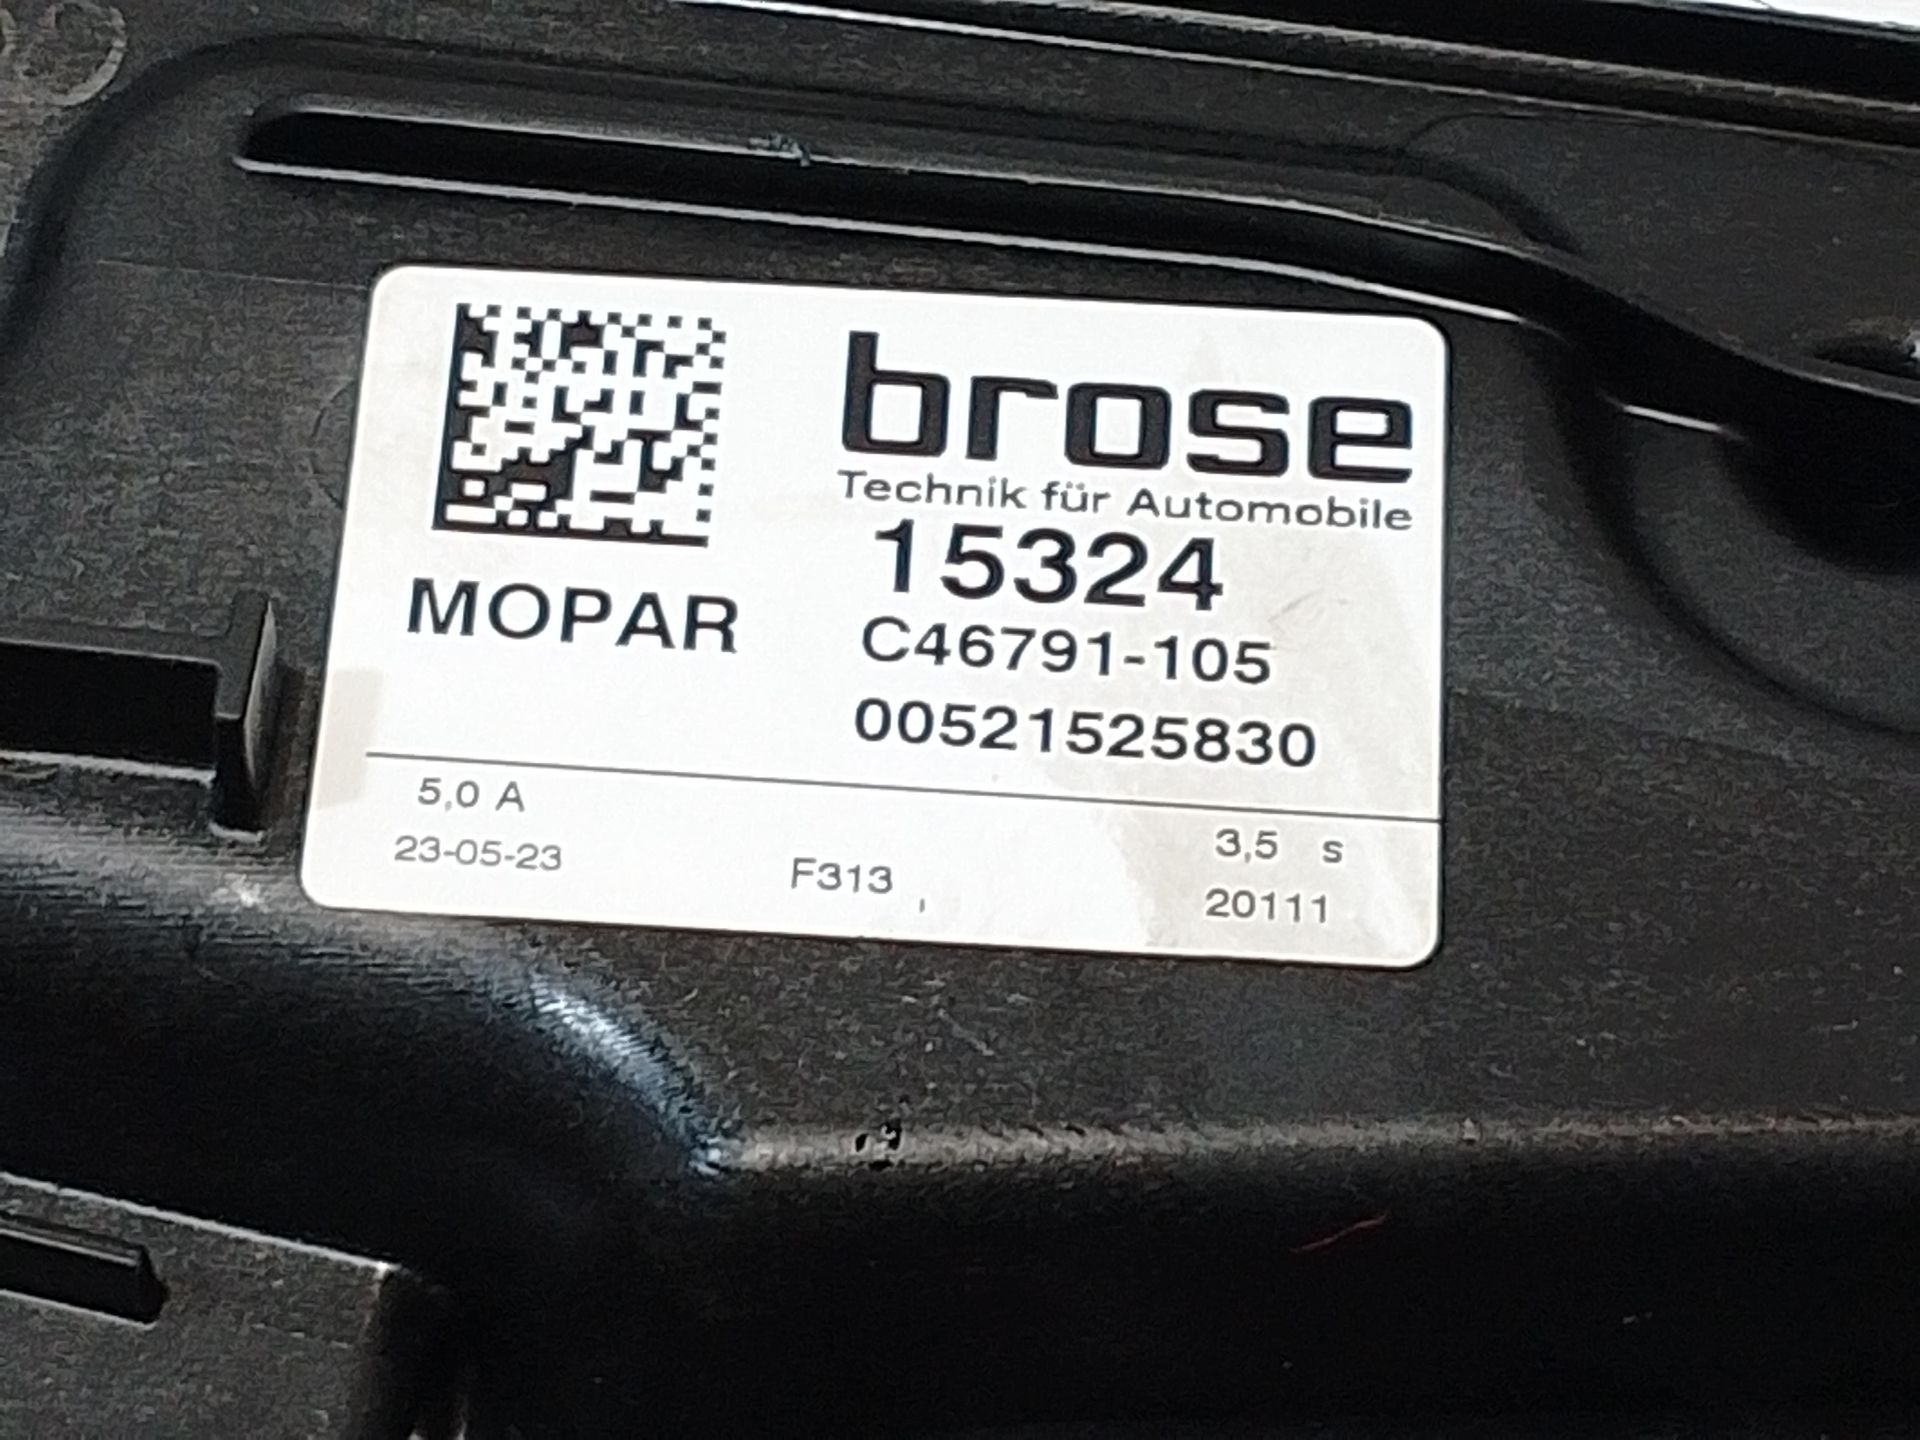 brose
Technik für Automobile
15324
MOPAR
C46791-105
00521525830
5,0 A
3,5 s
23-05-23
F313
20111